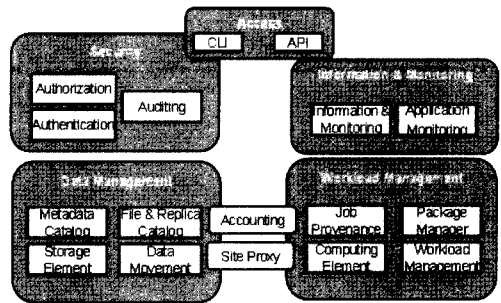 Access
CLI
API
Security
Authorization
Auditing
Authentication
Information & Monitoring
Information &
Monitoring
Application
Monitoring
Data Management
Metadata
Catalog
File & Replica
Catalog
Storage
Element
Data
Movement
Accounting
Site Proxy
Workload Management
Job
Provenance
Package
Manager
Computing
Element
Workload
Management